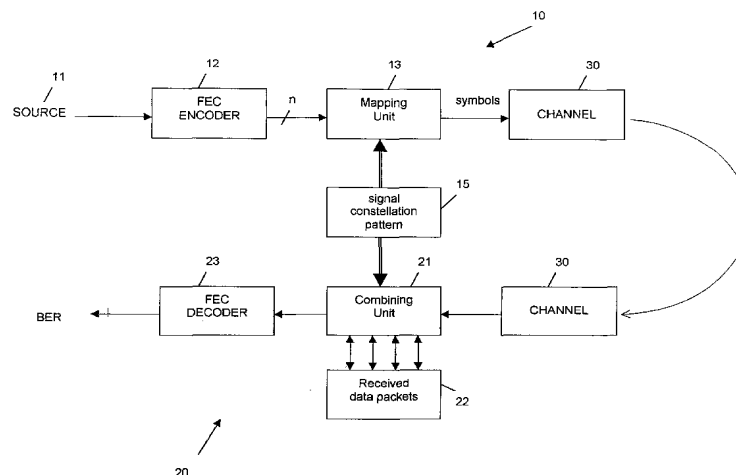 10
11
SOURCE
12
FEC
ENCODER
n
13
Mapping
Unit
symbols
30
CHANNEL
signal
constellation
pattern
15
23
FEC
DECODER
BER
21
Combining
Unit
30
CHANNEL
Received
data packets
22
20